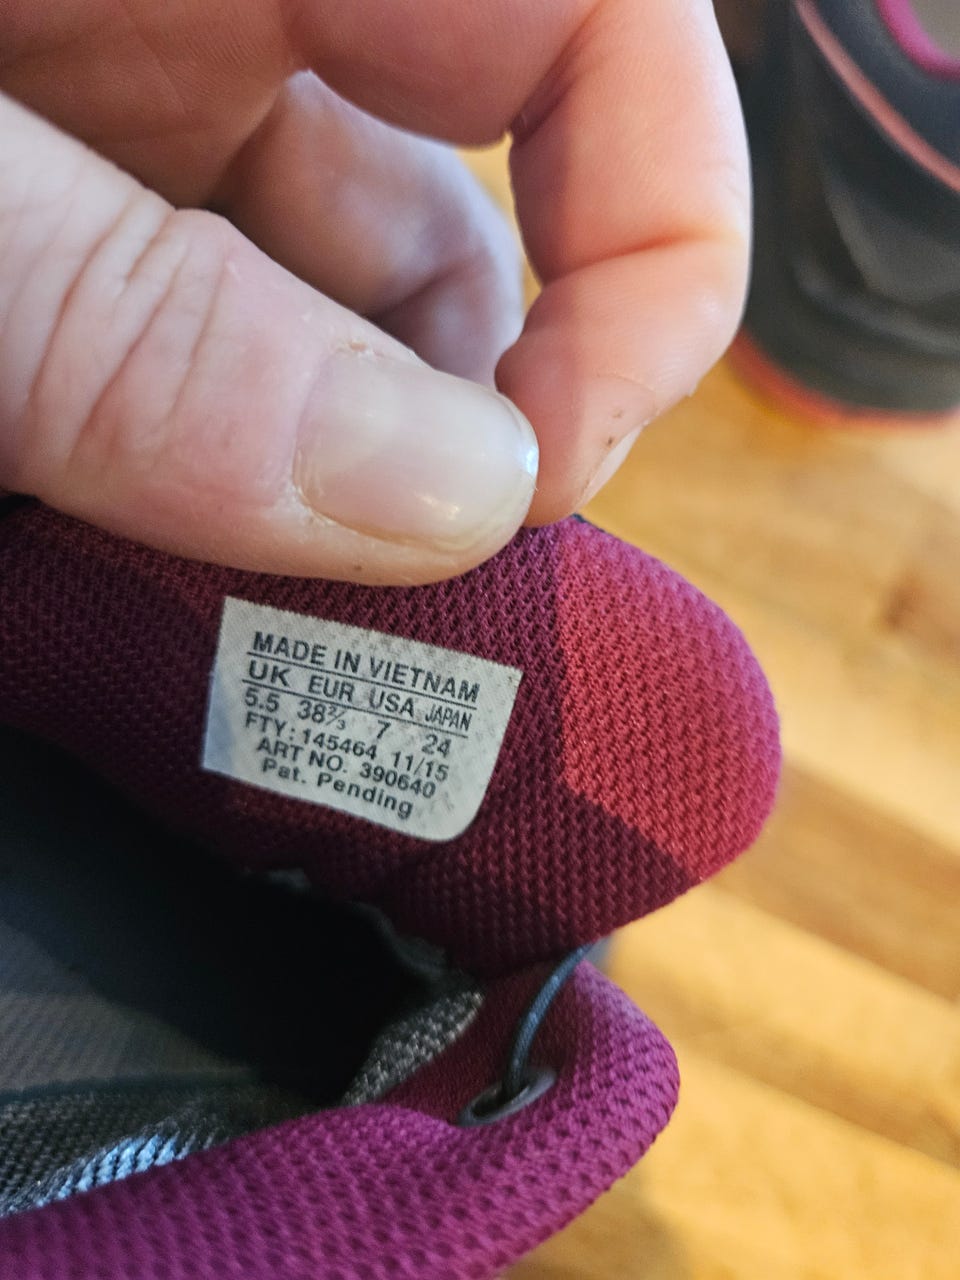 MADE IN VIETNAM
UK EUR USA JAPAN
5.5 38⅔ 7 24
FTY: 145464 11/15
ART NO. 390640
Pat. Pending